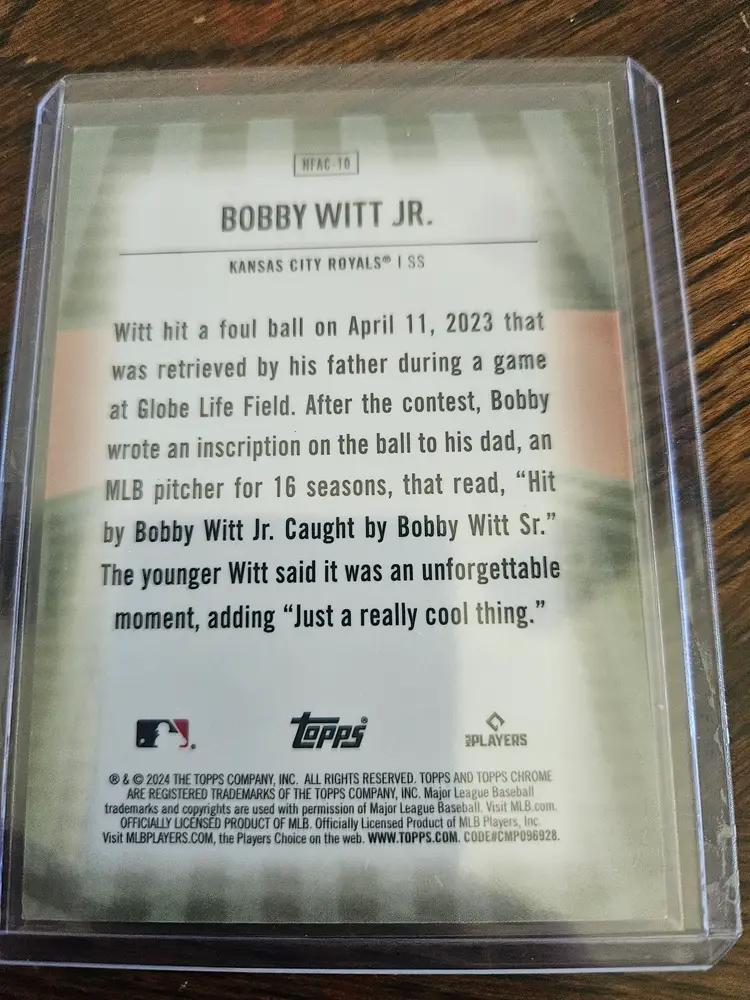 HFAC-10
BOBBY WITT JR.
KANSAS CITY ROYALS® | SS
Witt hit a foul ball on April 11, 2023 that
was retrieved by his father during a game
at Globe Life Field. After the contest, Bobby
wrote an inscription on the ball to his dad, an
MLB pitcher for 16 seasons, that read, “Hit
by Bobby Witt Jr. Caught by Bobby Witt Sr.”
The younger Witt said it was an unforgettable
moment, adding “Just a really cool thing.”
topps®
MLB PLAYERS
® & © 2024 THE TOPPS COMPANY, INC. ALL RIGHTS RESERVED. TOPPS AND TOPPS CHROME
ARE REGISTERED TRADEMARKS OF THE TOPPS COMPANY, INC. Major League Baseball
trademarks and copyrights are used with permission of Major League Baseball. Visit MLB.com.
OFFICIALLY LICENSED PRODUCT OF MLB. Officially Licensed Product of MLB Players, Inc.
Visit MLBPLAYERS.COM, the Players Choice on the web. WWW.TOPPS.COM. CODE#CMP096928.